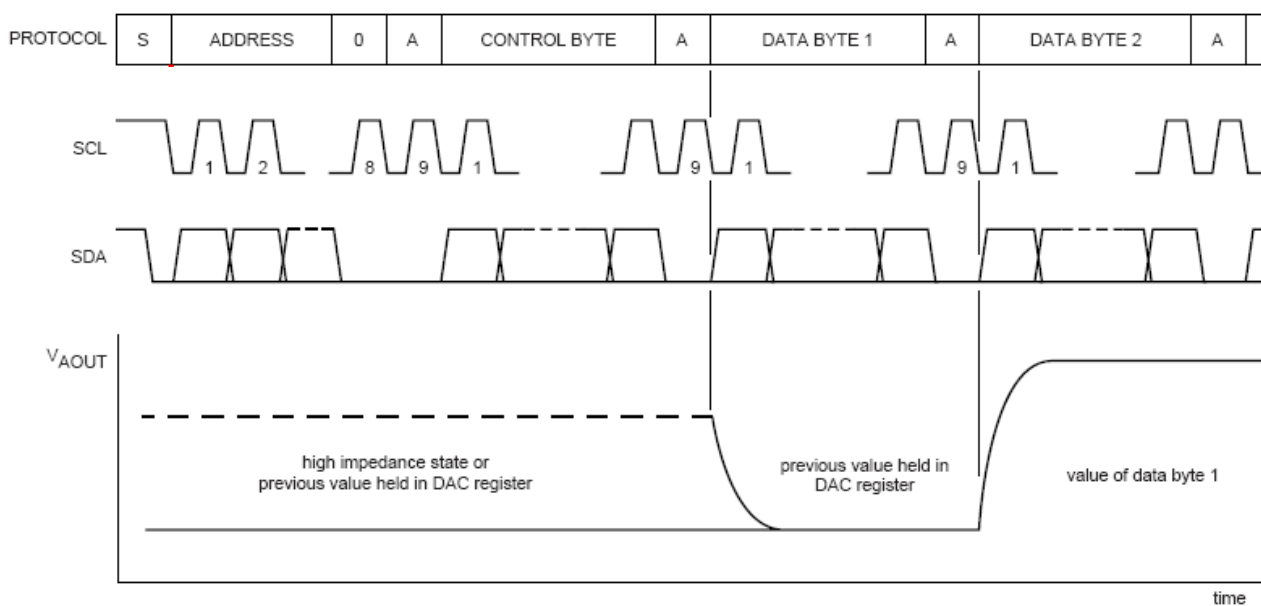 PROTOCOL S ADDRESS 0 A CONTROL BYTE A DATA BYTE 1 A DATA BYTE 2 A
SCL 1 2 8 9 1 9 1 9 1
SDA
VAOUT
high impedance state or
previous value held in DAC register
previous value held in
DAC register
value of data byte 1
time